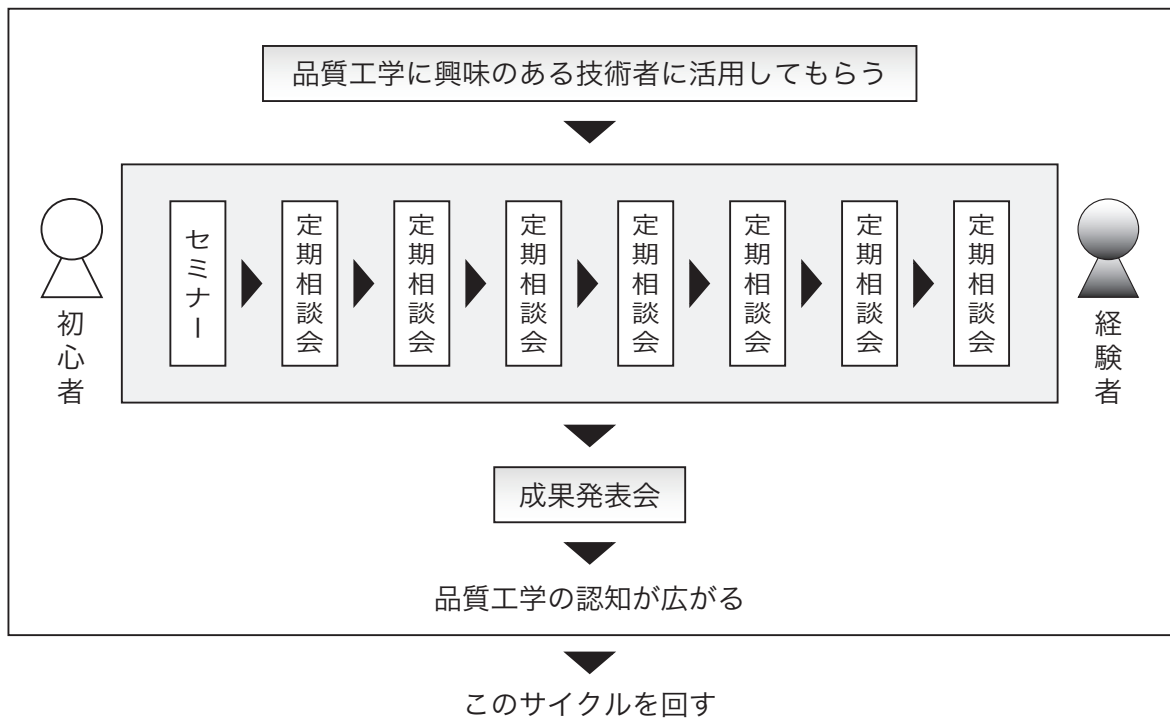 品質工学に興味のある技術者に活用してもらう
初心者
セミナー
定期相談会
定期相談会
定期相談会
定期相談会
定期相談会
定期相談会
定期相談会
経験者
成果発表会
品質工学の認知が広がる
このサイクルを回す